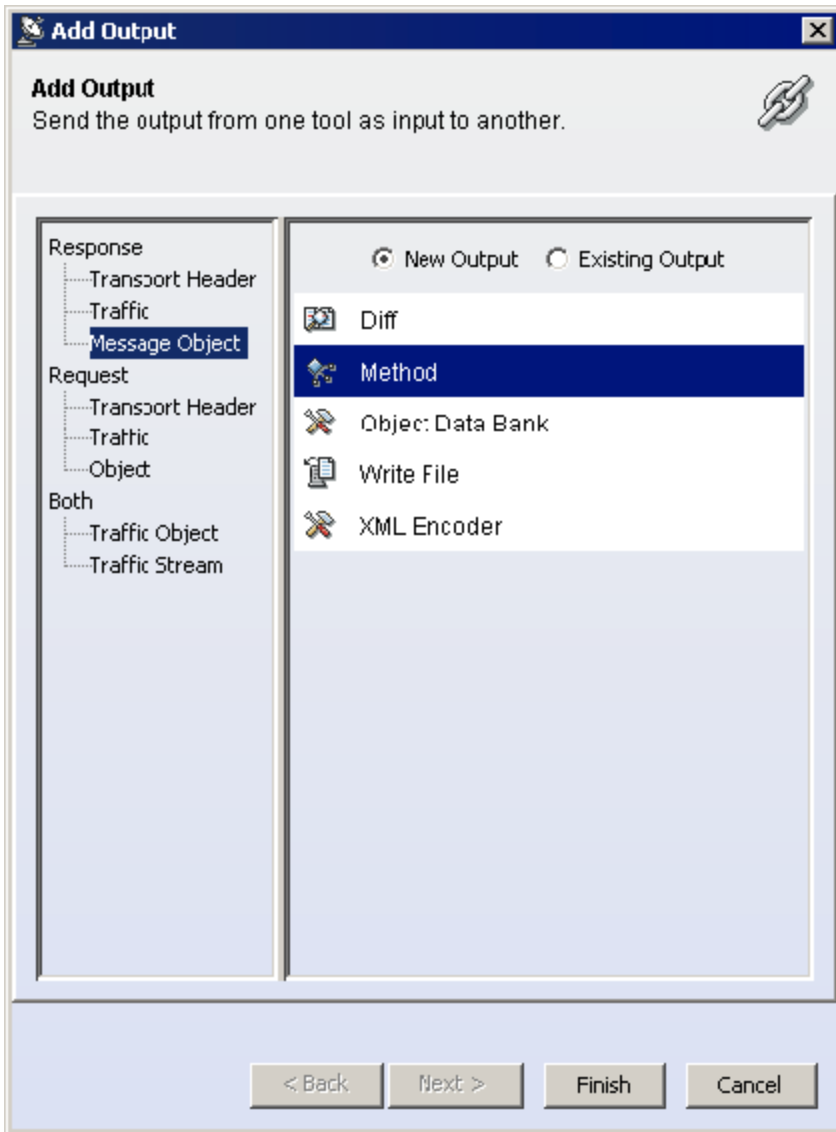 Add Output
Add Output
Send the output from one tool as input to another.
Response
Transport Header
Traffic
Message Object
Request
Transport Header
Traffic
Object
Both
Traffic Object
Traffic Stream
New Output
Existing Output
Diff
Method
Object Data Bank
Write File
XML Encoder
< Back
Next >
Finish
Cancel